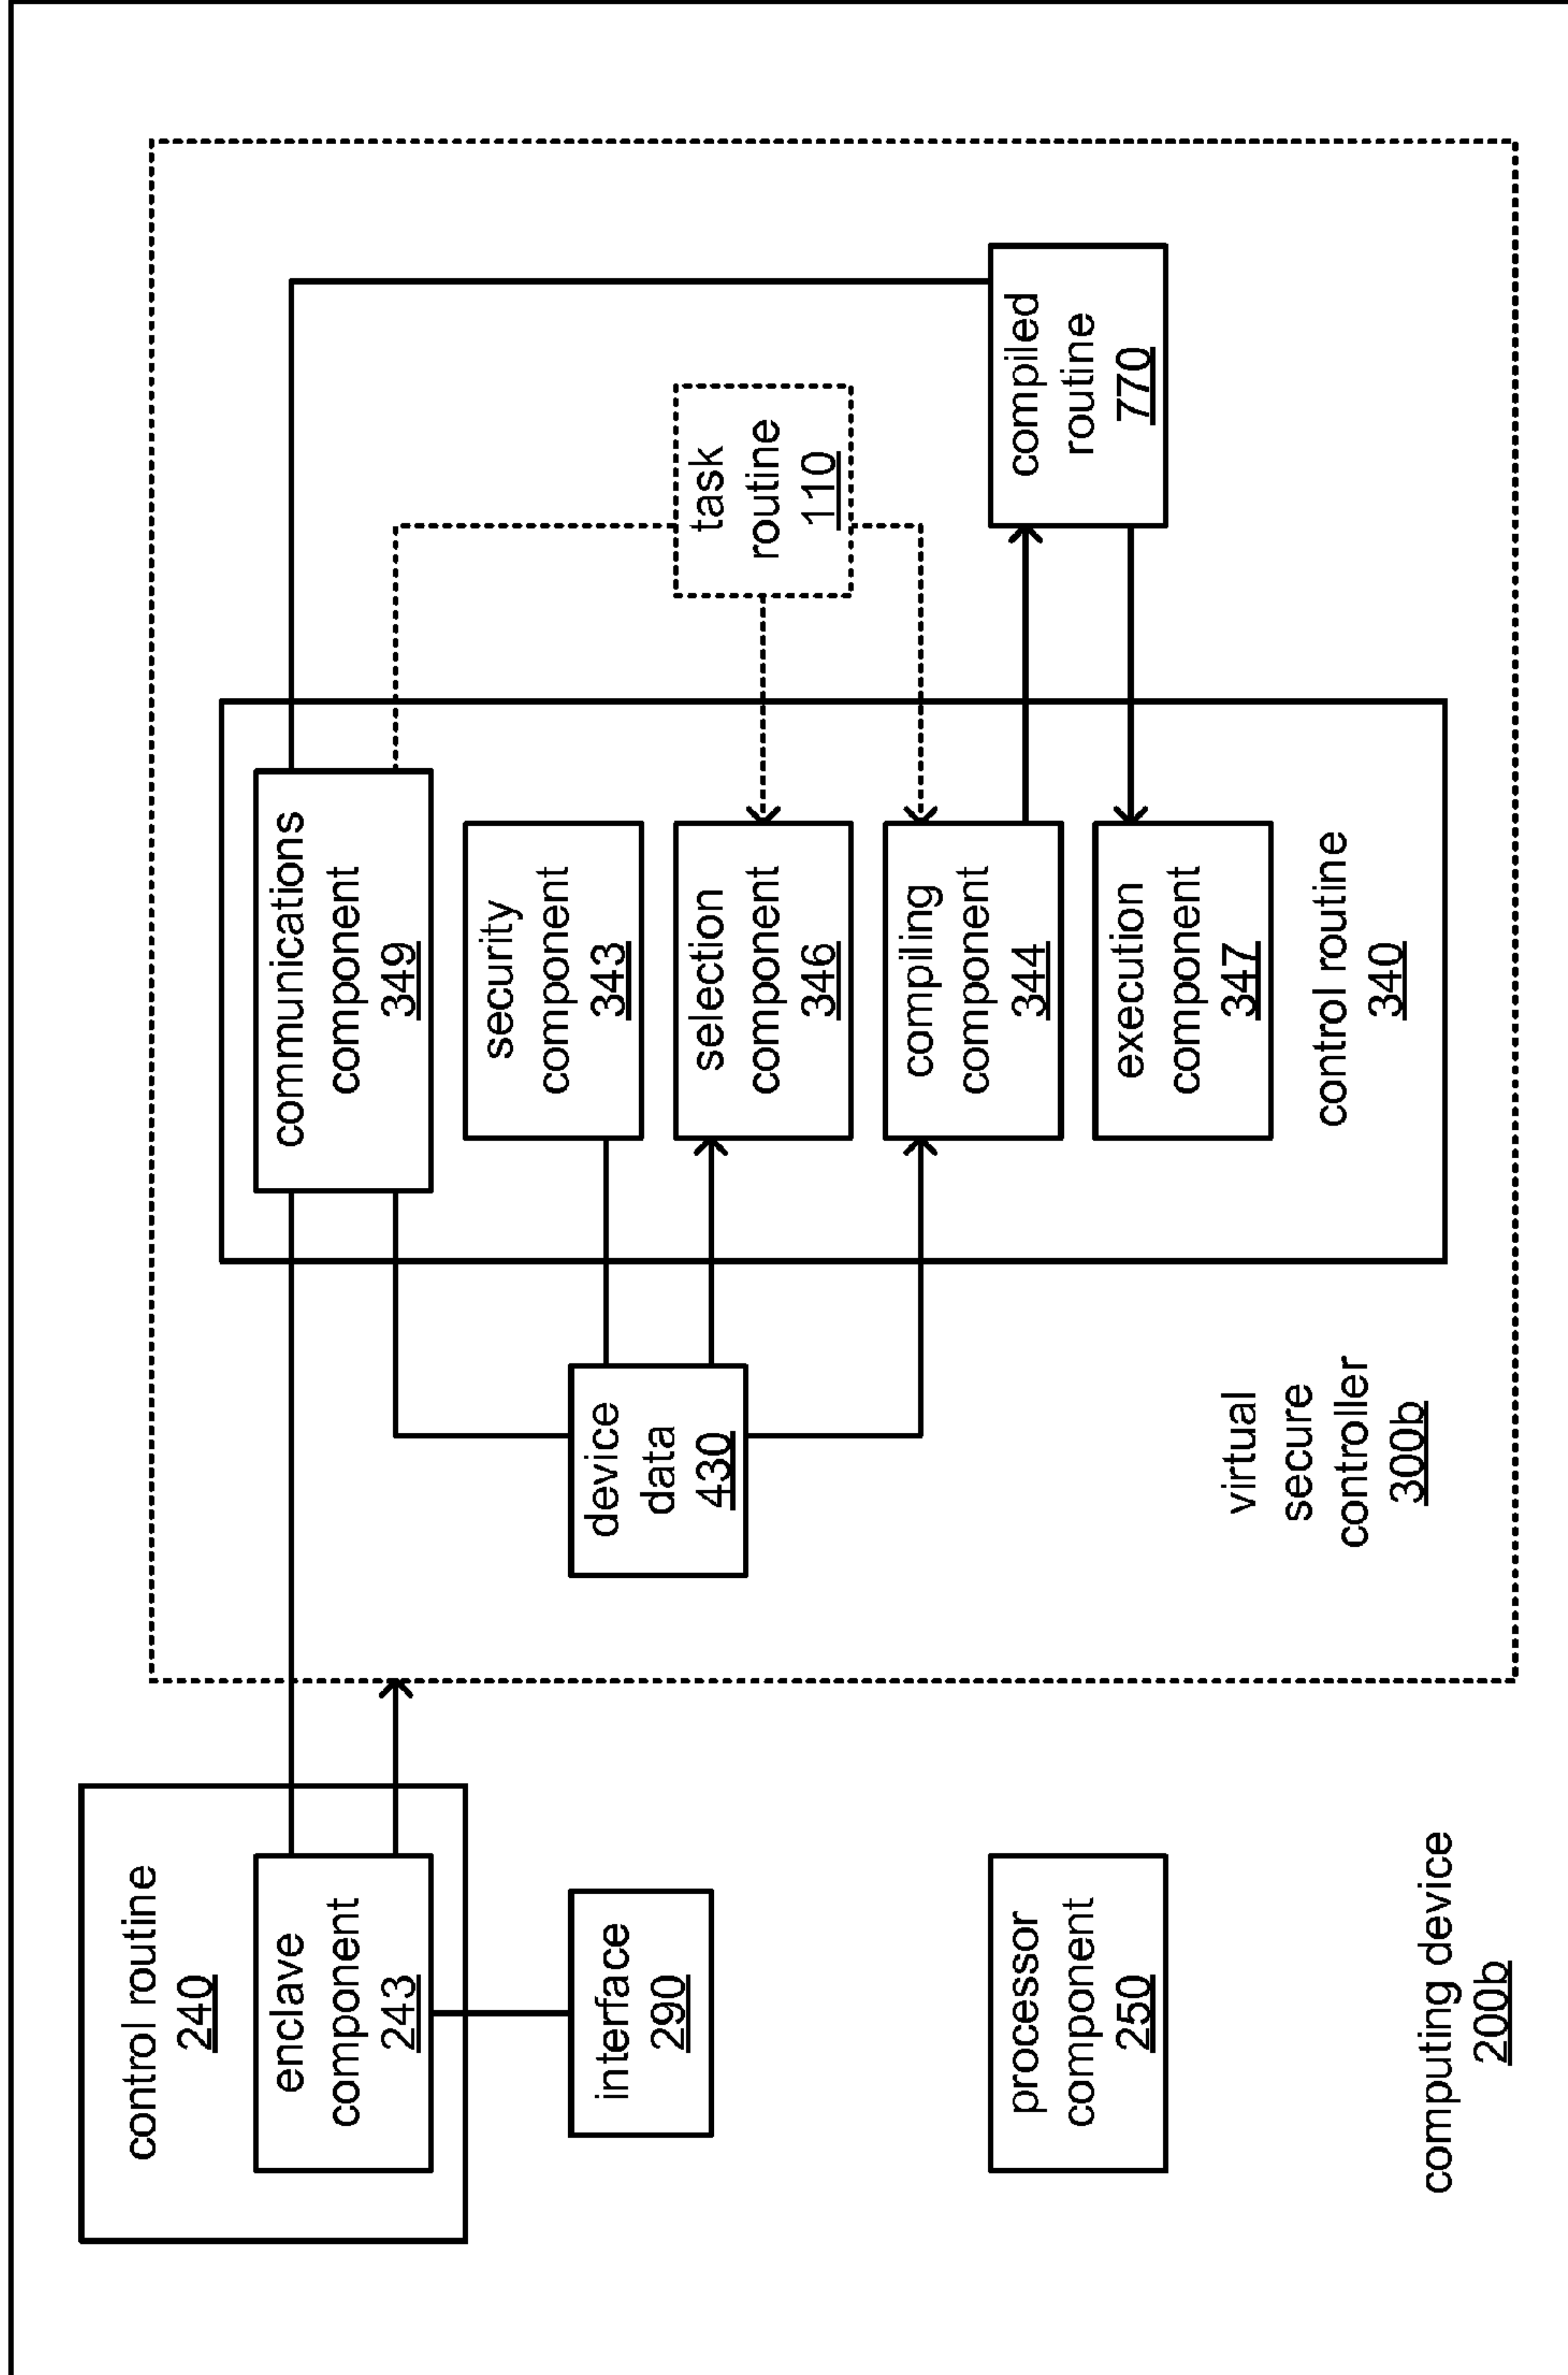 control routine
240
enclave
component
243
interface
290
processor
component
250
computing device
200b
device
data
430
virtual
secure
controller
300b
communications
component
349
security
component
343
selection
component
346
compiling
component
344
execution
component
347
control routine
340
task
routine
110
compiled
routine
770